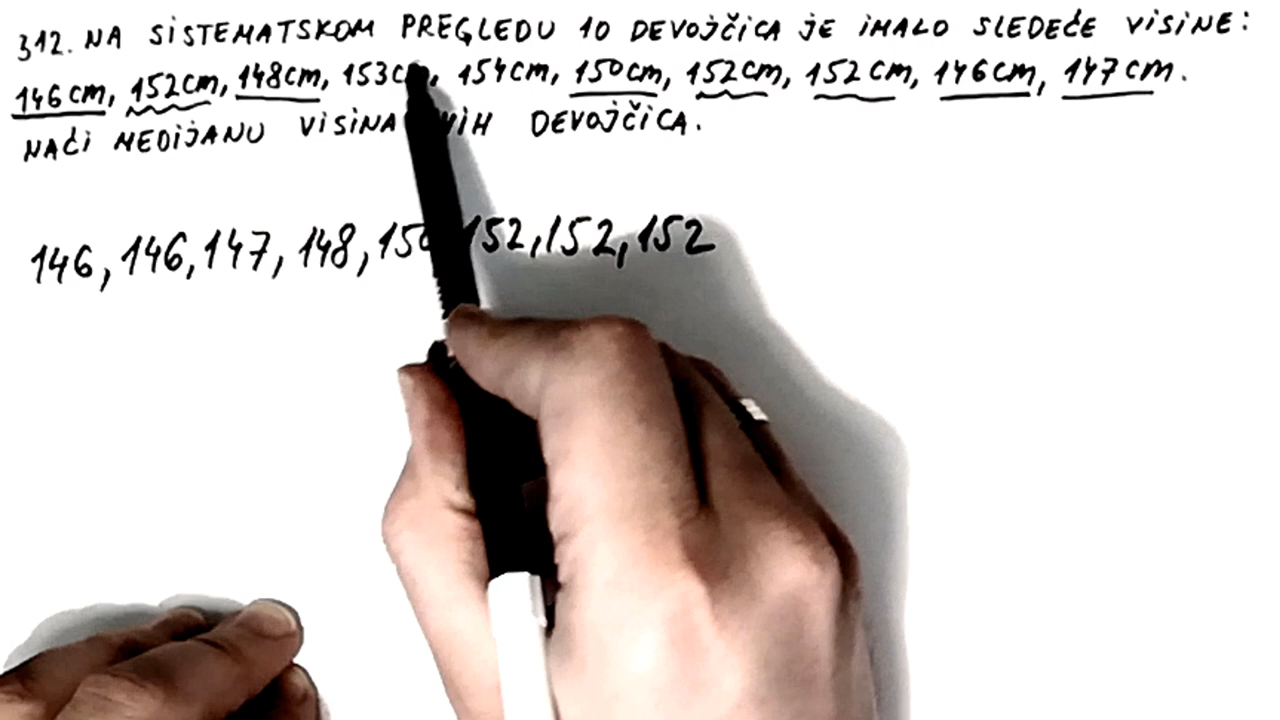 312. NA SISTEMATSKOM PREGLEDU 10 DEVOJČICA JE IMALO SLEDEĆE VISINE:
146cm, 152cm, 148cm, 153cm, 154cm, 150cm, 152cm, 152cm, 146cm, 147cm.
NAĆI MEDIJANU VISINA DEVOJČICA.
146, 146, 147, 148, 152, 152, 152